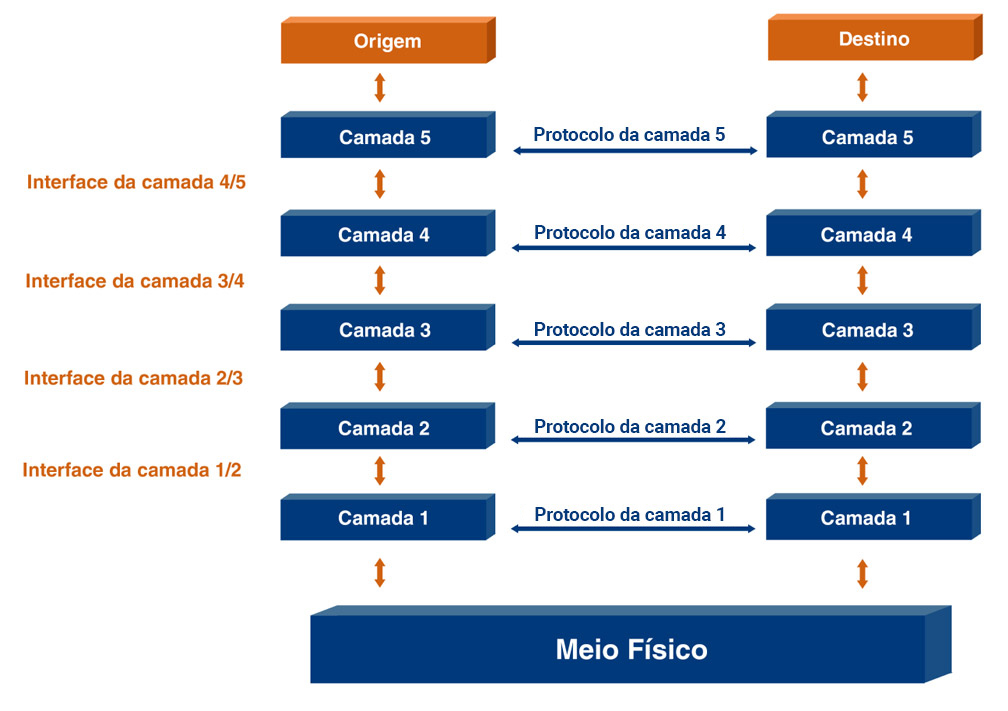 Origem
Destino
Camada 5
Protocolo da camada 5
Camada 5
Interface da camada 4/5
Camada 4
Protocolo da camada 4
Camada 4
Interface da camada 3/4
Camada 3
Protocolo da camada 3
Camada 3
Interface da camada 2/3
Camada 2
Protocolo da camada 2
Camada 2
Interface da camada 1/2
Camada 1
Protocolo da camada 1
Camada 1
Meio Físico